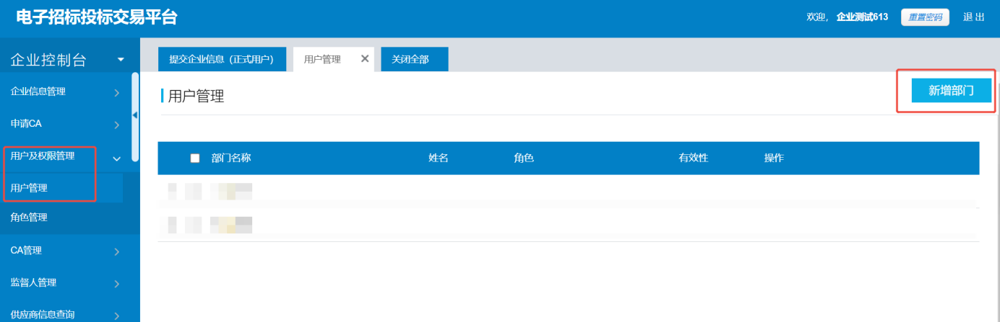 电子招标投标交易平台
欢迎, 企业测试613 重置密码 退 出
企业控制台
提交企业信息 (正式用户) 用户管理 ✕ 关闭全部
企业信息管理
用户管理
新增部门
申请CA
用户及权限管理
部门名称 姓名 角色 有效性 操作
用户管理
角色管理
CA管理
监督人管理
供应商信息查询